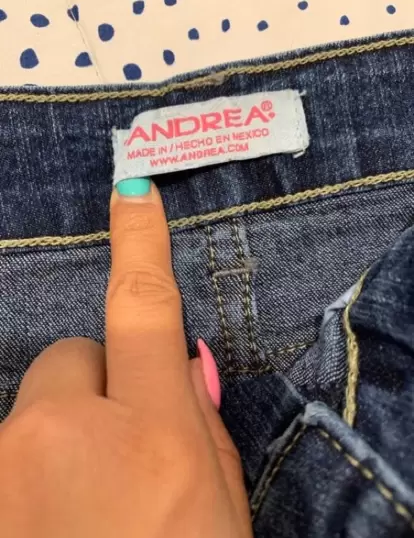 ANDREA®
MADE IN / HECHO EN MEXICO
WWW.ANDREA.COM